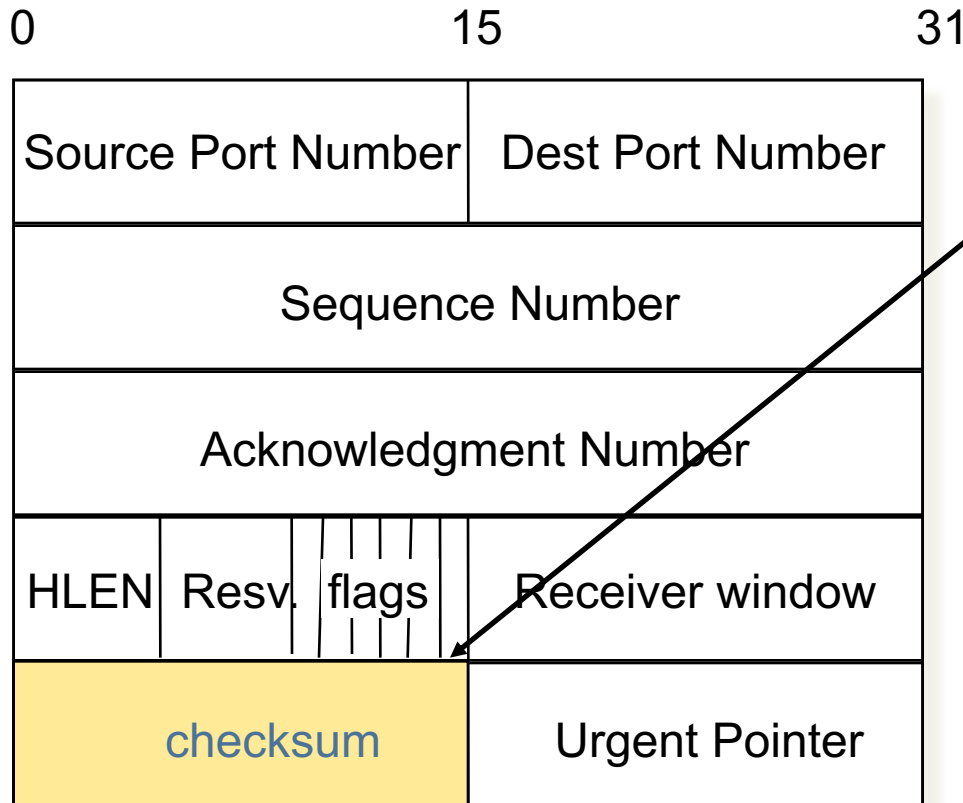 0 15 31
Source Port Number Dest Port Number
Sequence Number
Acknowledgment Number
HLEN Resv. flags Receiver window
checksum Urgent Pointer